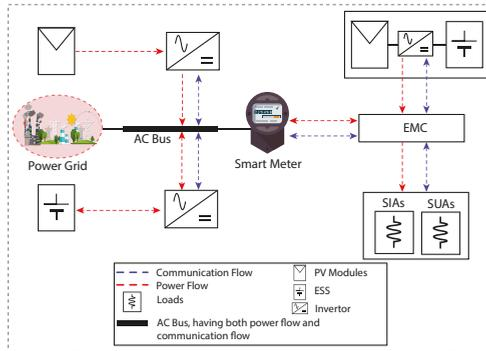 AC Bus
Power Grid
Smart Meter
EMC
SIAs SUAs
Communication Flow
Power Flow
Loads
PV Modules
ESS
Invertor
AC Bus, having both power flow and
communication flow